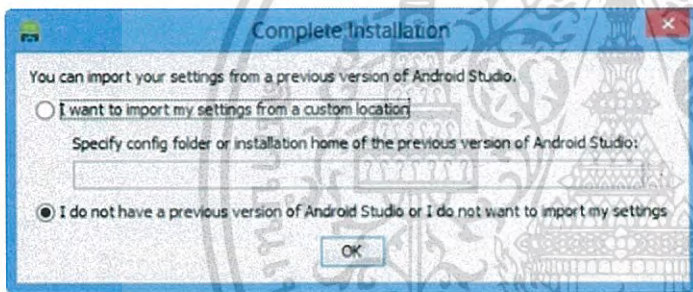 Complete Installation
You can import your settings from a previous version of Android Studio.
I want to import my settings from a custom location
Specify config folder or installation home of the previous version of Android Studio:
I do not have a previous version of Android Studio or I do not want to import my settings
OK